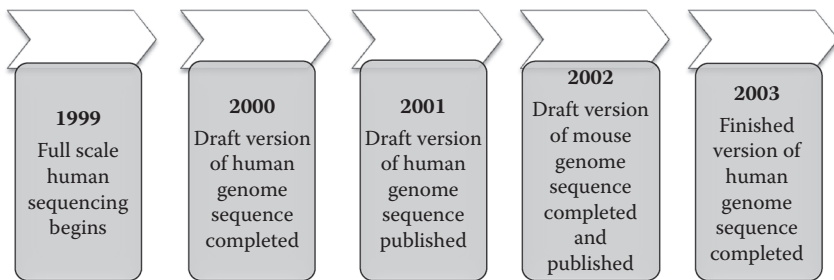 1999
Full scale
human
sequencing
begins
2000
Draft version
of human
genome
sequence
completed
2001
Draft version
of human
genome
sequence
published
2002
Draft version
of mouse
genome
sequence
completed
and
published
2003
Finished
version of
human
genome
sequence
completed